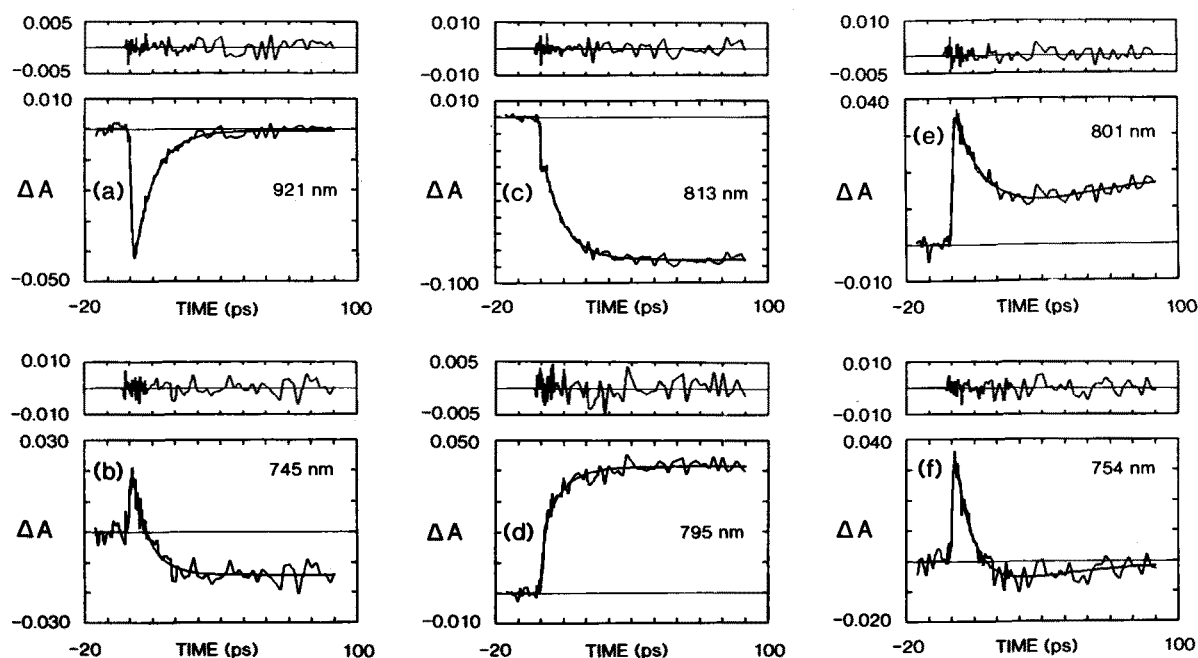 0.005
-0.005
0.010
ΔA
(a)
921 nm
-0.050
-20
TIME (ps)
100
0.010
-0.010
0.010
ΔA
(c)
813 nm
-0.100
-20
TIME (ps)
100
0.010
-0.005
0.040
(e)
801 nm
ΔA
-0.010
-20
TIME (ps)
100
0.010
-0.010
0.030
(b)
745 nm
ΔA
-0.030
-20
TIME (ps)
100
0.005
-0.005
0.050
ΔA
(d)
795 nm
-0.010
-20
TIME (ps)
100
0.010
-0.010
0.040
(f)
754 nm
ΔA
-0.020
-20
TIME (ps)
100